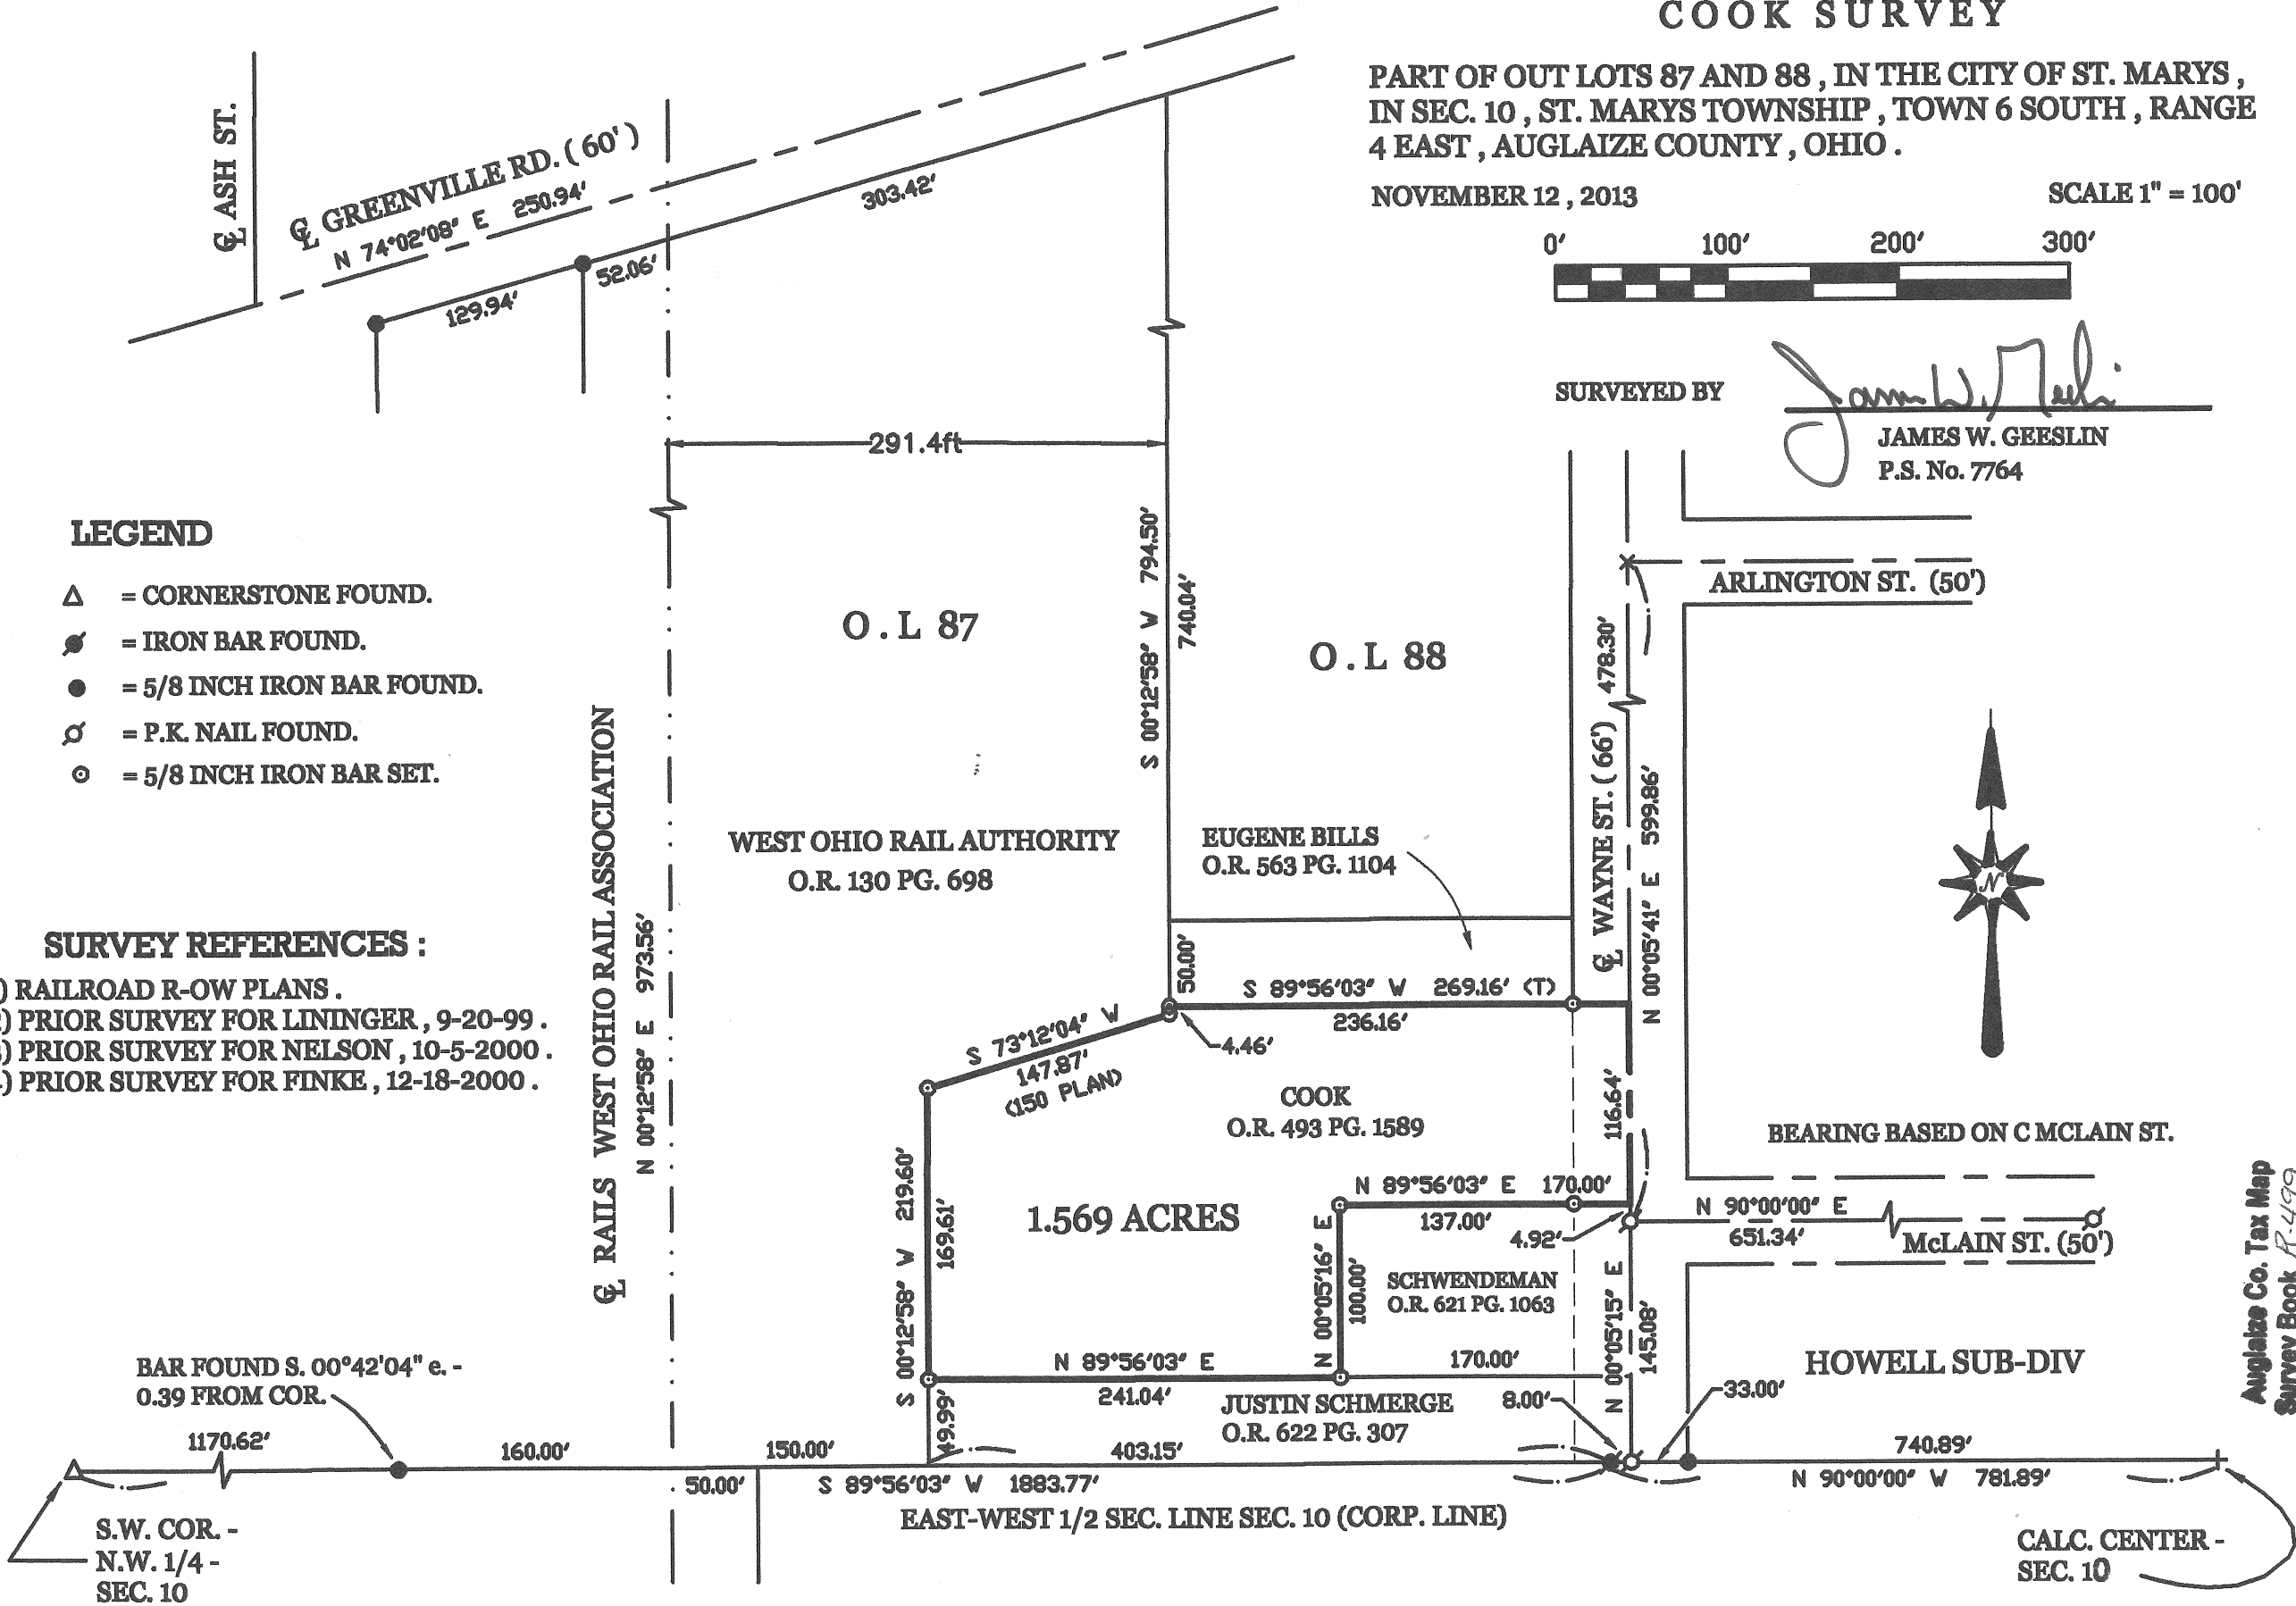 COOK SURVEY
PART OF OUT LOTS 87 AND 88 , IN THE CITY OF ST. MARYS ,
IN SEC. 10 , ST. MARYS TOWNSHIP , TOWN 6 SOUTH , RANGE
4 EAST , AUGLAIZE COUNTY , OHIO .
NOVEMBER 12 , 2013
SCALE 1" = 100'
0' 100' 200' 300'
SURVEYED BY
JAMES W. GEESLIN
P.S. No. 7764
℄ ASH ST.
℄ GREENVILLE RD. ( 60' )
N 74°02'08" E 250.94'
303.42'
52.06'
129.94'
291.4ft
LEGEND
= CORNERSTONE FOUND.
= IRON BAR FOUND.
= 5/8 INCH IRON BAR FOUND.
= P.K. NAIL FOUND.
= 5/8 INCH IRON BAR SET.
O . L 87
O . L 88
S 00°12'58" W 794.50'
740.04'
ARLINGTON ST. (50')
478.30'
℄ WAYNE ST. ( 66')
N 00°05'41" E 599.86'
℄ RAILS WEST OHIO RAIL ASSOCIATION
N 00°12'58" E 973.56'
WEST OHIO RAIL AUTHORITY
O.R. 130 PG. 698
EUGENE BILLS
O.R. 563 PG. 1104
N
SURVEY REFERENCES :
) RAILROAD R-OW PLANS .
) PRIOR SURVEY FOR LININGER , 9-20-99 .
) PRIOR SURVEY FOR NELSON , 10-5-2000 .
) PRIOR SURVEY FOR FINKE , 12-18-2000 .
50.00'
S 89°56'03" W 269.16' (T)
236.16'
4.46'
S 73°12'04" W
147.87'
(150 PLAN)
COOK
O.R. 493 PG. 1589
116.64'
BEARING BASED ON C MCLAIN ST.
S 00°12'58" W 219.60'
169.61'
1.569 ACRES
N 89°56'03" E 170.00'
137.00'
4.92'
N 90°00'00" E
651.34'
McLAIN ST. (50')
N 00°05'16" E
100.00'
SCHWENDEMAN
O.R. 621 PG. 1063
N 00°05'15" E
145.08'
HOWELL SUB-DIV
Auglaize Co. Tax Map
Survey Book R-499
BAR FOUND S. 00°42'04" e. -
0.39 FROM COR.
N 89°56'03" E
241.04'
170.00'
49.99'
JUSTIN SCHMERGE
O.R. 622 PG. 307
8.00'
33.00'
1170.62'
160.00'
150.00'
403.15'
740.89'
50.00'
S 89°56'03" W 1883.77'
N 90°00'00" W 781.89'
EAST-WEST 1/2 SEC. LINE SEC. 10 (CORP. LINE)
S.W. COR. -
N.W. 1/4 -
SEC. 10
CALC. CENTER -
SEC. 10